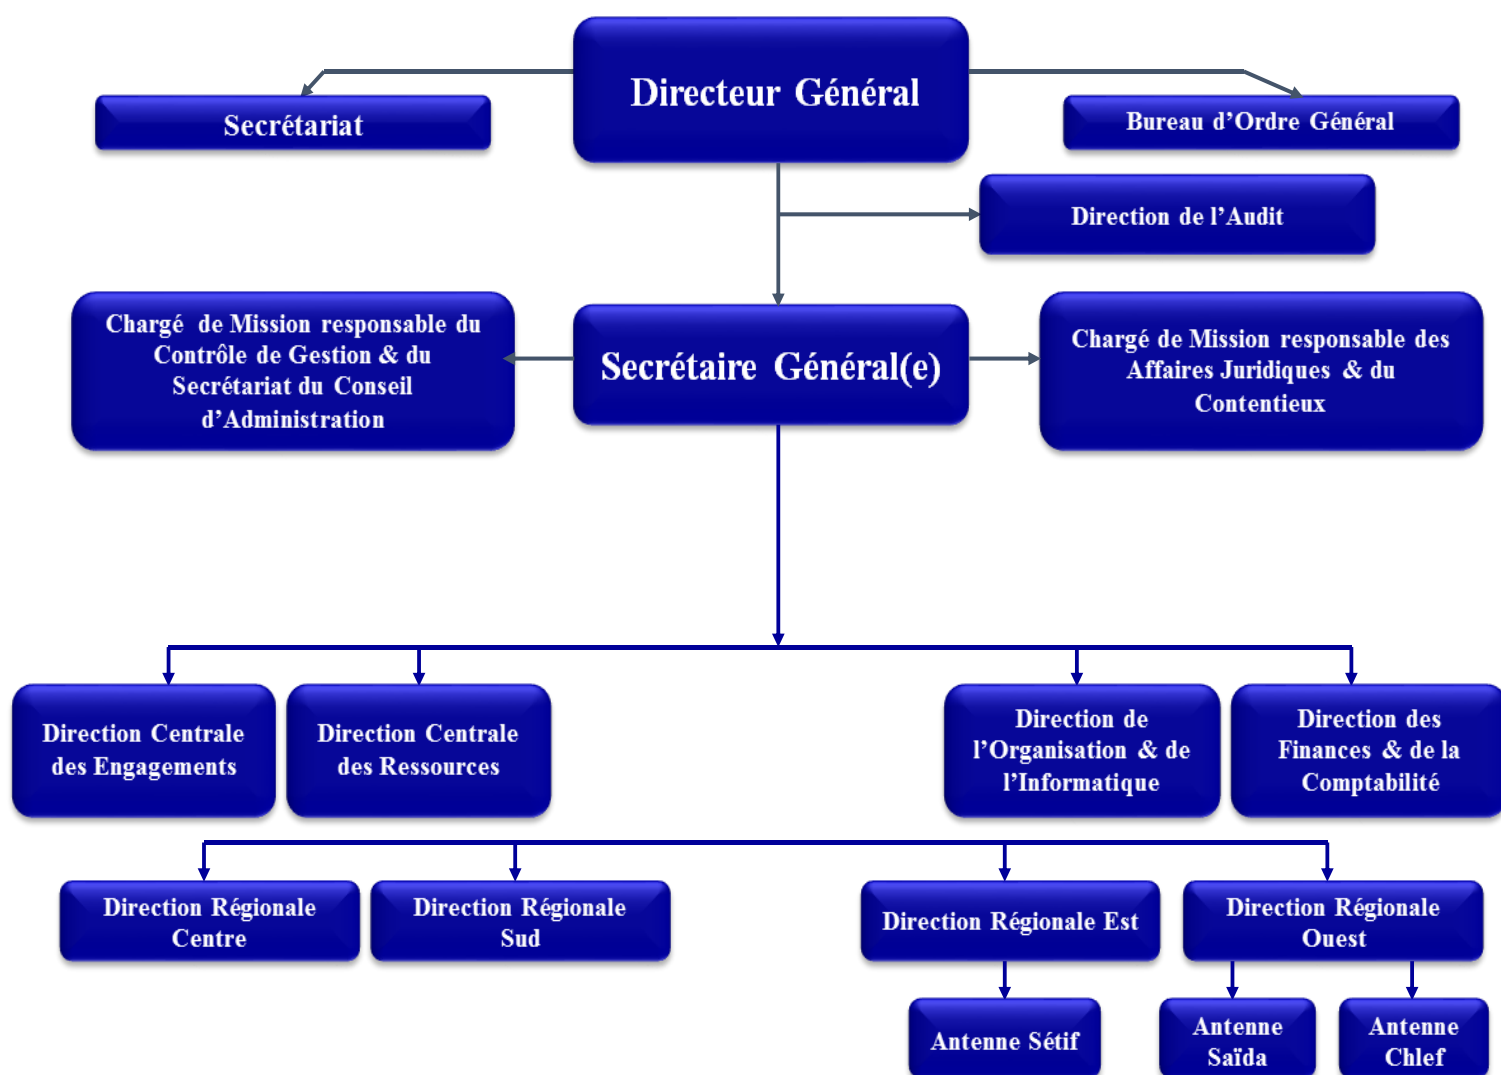 Directeur Général
Secrétariat
Bureau d’Ordre Général
Direction de l’Audit
Chargé de Mission responsable du
Contrôle de Gestion & du
Secrétariat du Conseil
d’Administration
Secrétaire Général(e)
Chargé de Mission responsable des
Affaires Juridiques & du
Contentieux
Direction Centrale
des Engagements
Direction Centrale
des Ressources
Direction de
l’Organisation & de
l’Informatique
Direction des
Finances & de la
Comptabilité
Direction Régionale
Centre
Direction Régionale
Sud
Direction Régionale Est
Direction Régionale
Ouest
Antenne Sétif
Antenne
Saïda
Antenne
Chlef